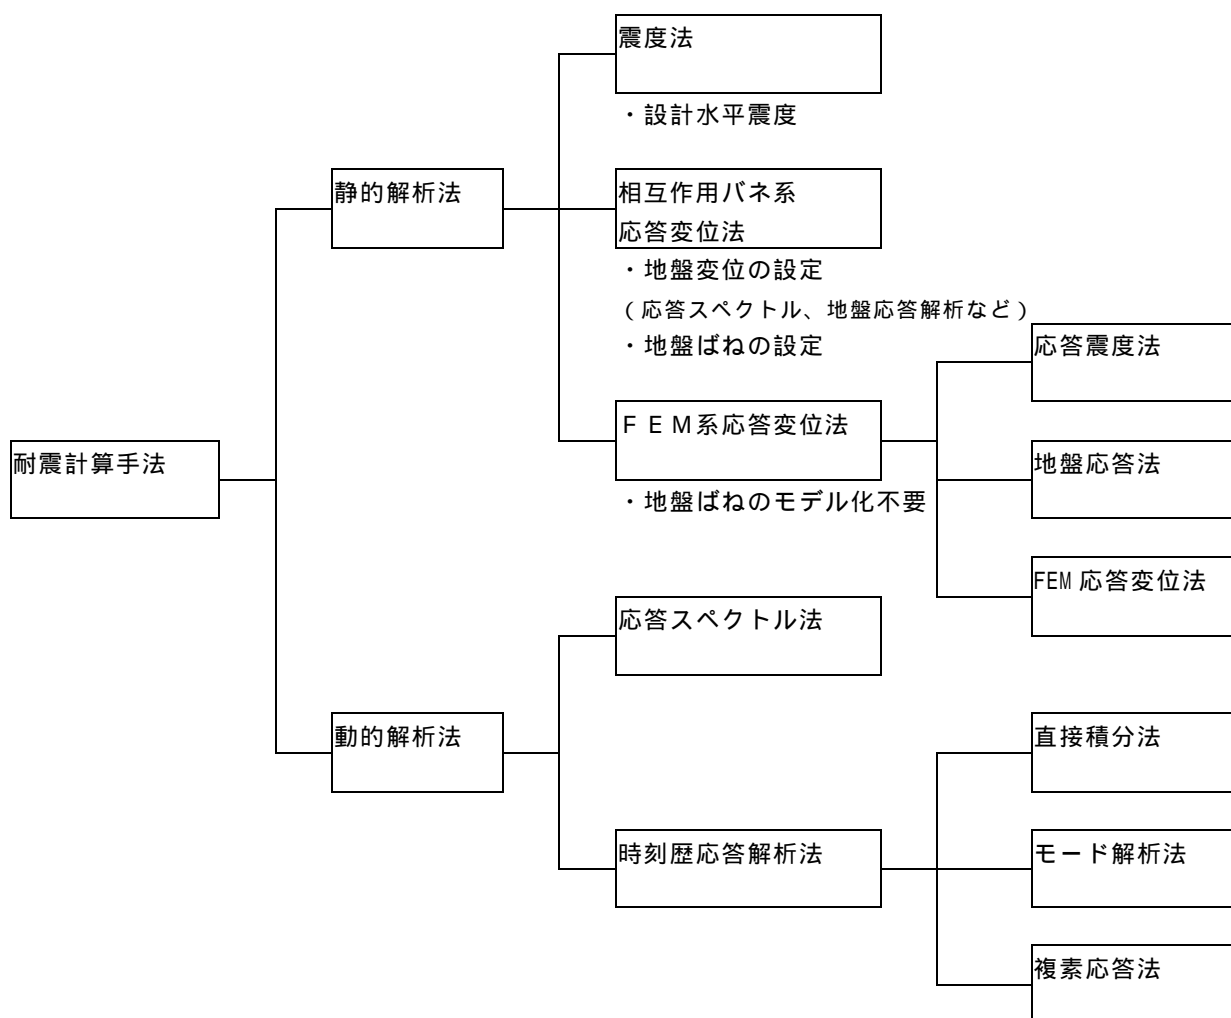 震度法
・設計水平震度
静的解析法
相互作用バネ系
応答変位法
・地盤変位の設定
（応答スペクトル、地盤応答解析など）
・地盤ばねの設定
応答震度法
ＦＥＭ系応答変位法
耐震計算手法
地盤応答法
・地盤ばねのモデル化不要
FEM 応答変位法
応答スペクトル法
動的解析法
直接積分法
時刻歴応答解析法
モード解析法
複素応答法